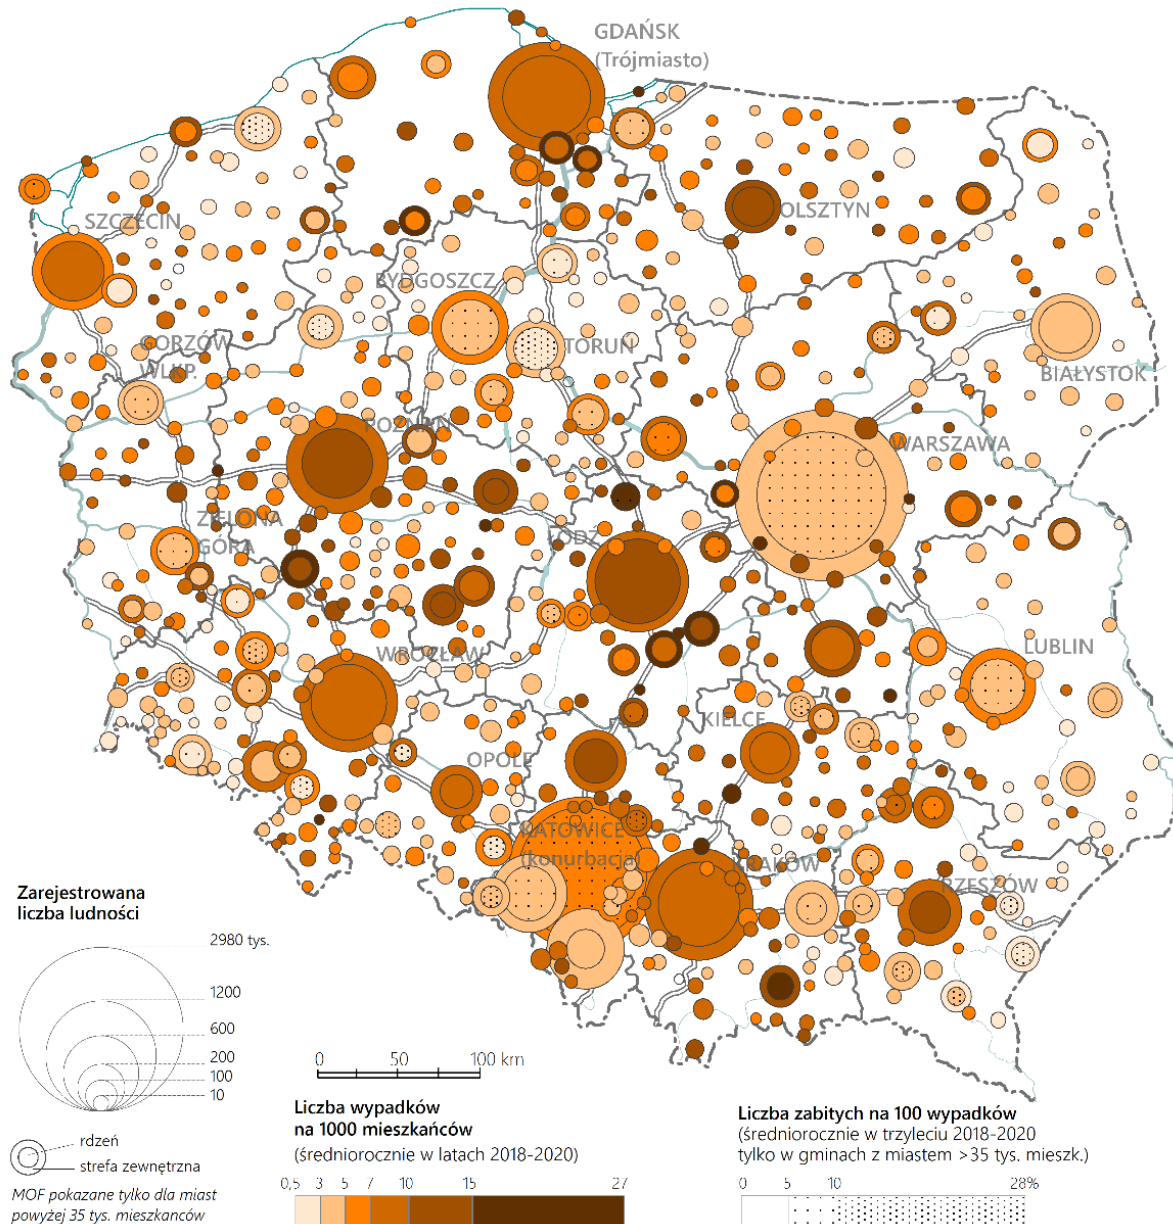 GDAŃSK
(Trójmiasto)
SZCZECIN
OLSZTYN
BYDGOSZCZ
GORZÓW
WLKP.
TORUŃ
BIAŁYSTOK
POZNAŃ
WARSZAWA
ZIELONA
GÓRA
ŁÓDŹ
WROCŁAW
LUBLIN
KIELCE
OPOLE
KATOWICE
(konurbacja)
KRAKÓW
RZESZÓW
Zarejestrowana
liczba ludności
2980 tys.
1200
600
200
100
10
rdzeń
strefa zewnętrzna
MOF pokazane tylko dla miast
powyżej 35 tys. mieszkańców
0 50 100 km
Liczba wypadków
na 1000 mieszkańców
(średniorocznie w latach 2018-2020)
0,5 3 5 7 10 15 27
Liczba zabitych na 100 wypadków
(średniorocznie w trzyleciu 2018-2020
tylko w gminach z miastem >35 tys. mieszk.)
0 5 10 28%